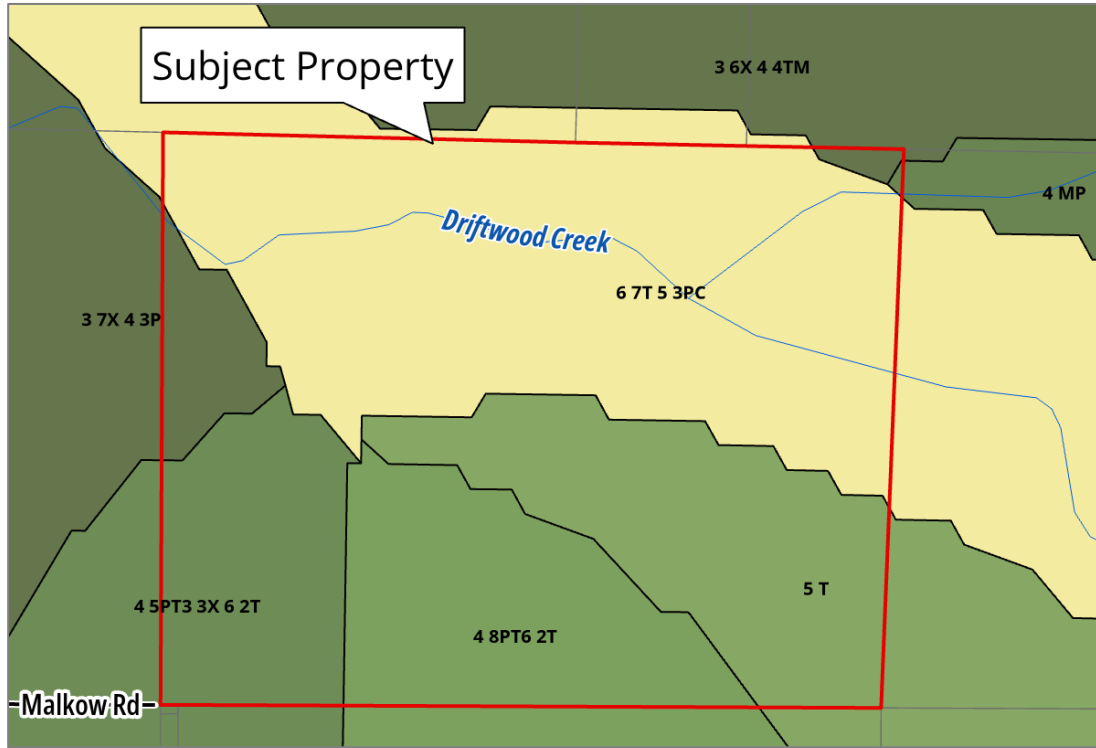 Subject Property
3 6X 4 4TM
4 MP
Driftwood Creek
6 7T 5 3PC
3 7X 4 3P
4 5PT3 3X 6 2T
5 T
4 8PT6 2T
Malkow Rd